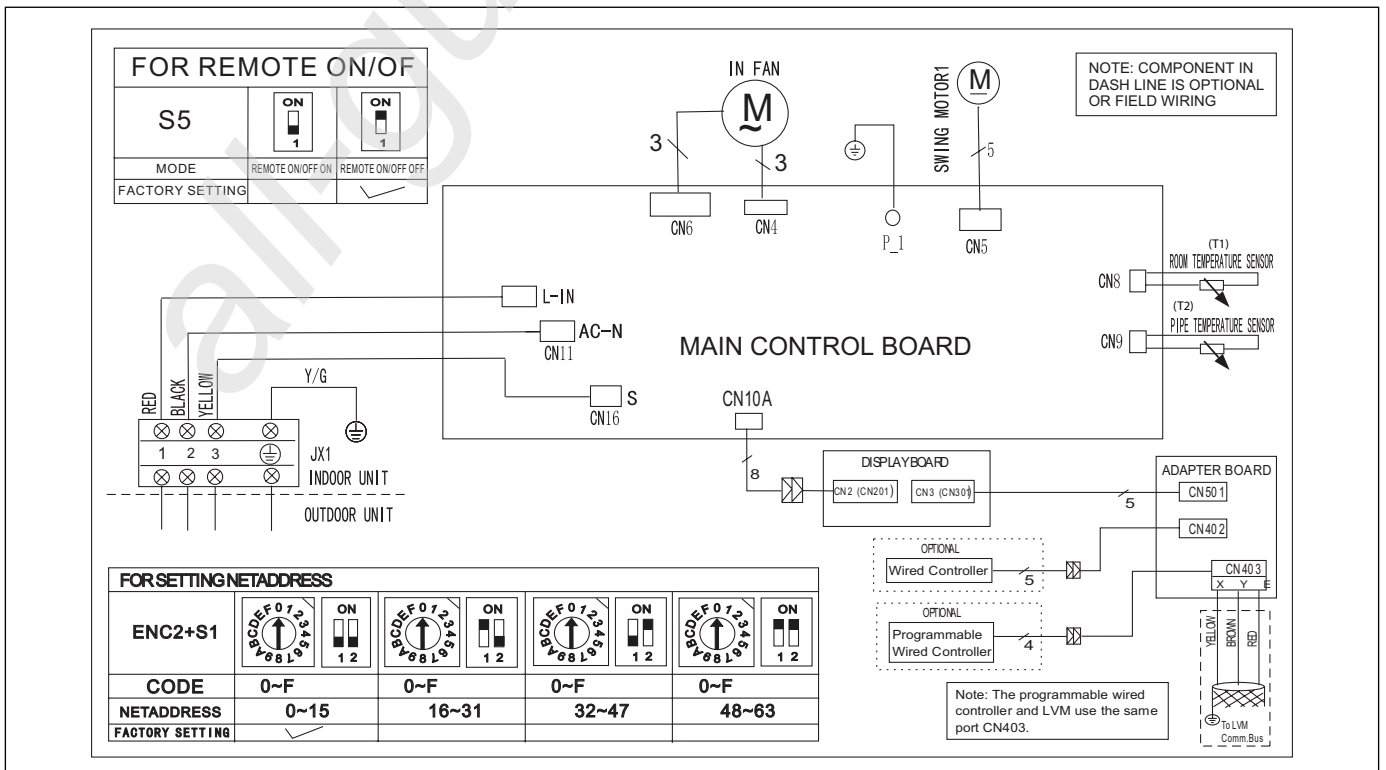 FOR REMOTE ON/OF
S5
ON
1
ON
1
MODE
REMOTE ON/OFF ON
REMOTE ON/OFF OFF
FACTORY SETTING
IN FAN
M
3
3
CN6
CN4
P_1
SWING MOTOR1
M
5
CN5
NOTE: COMPONENT IN
DASH LINE IS OPTIONAL
OR FIELD WIRING
(T1)
ROOM TEMPERATURE SENSOR
CN8
(T2)
PIPE TEMPERATURE SENSOR
CN9
L-IN
AC-N
CN11
MAIN CONTROL BOARD
S
CN16
CN10A
RED
BLACK
YELLOW
Y/G
1 2 3
JX1
INDOOR UNIT
OUTDOOR UNIT
8
DISPLAYBOARD
CN2 (CN201)
CN3 (CN301)
5
ADAPTER BOARD
CN501
CN402
CN403
X Y E
OPTIONAL
Wired Controller
5
OPTIONAL
Programmable
Wired Controller
4
YELLOW
BROWN
RED
To LVM
Comm.Bus
Note: The programmable wired
controller and LVM use the same
port CN403.
FOR SETTING NETADDRESS
ENC2+S1
0123456789ABCDEF
ON
1 2
0123456789ABCDEF
ON
1 2
0123456789ABCDEF
ON
1 2
0123456789ABCDEF
ON
1 2
CODE 0~F 0~F 0~F 0~F
NETADDRESS 0~15 16~31 32~47 48~63
FACTORY SETTING
all-gu